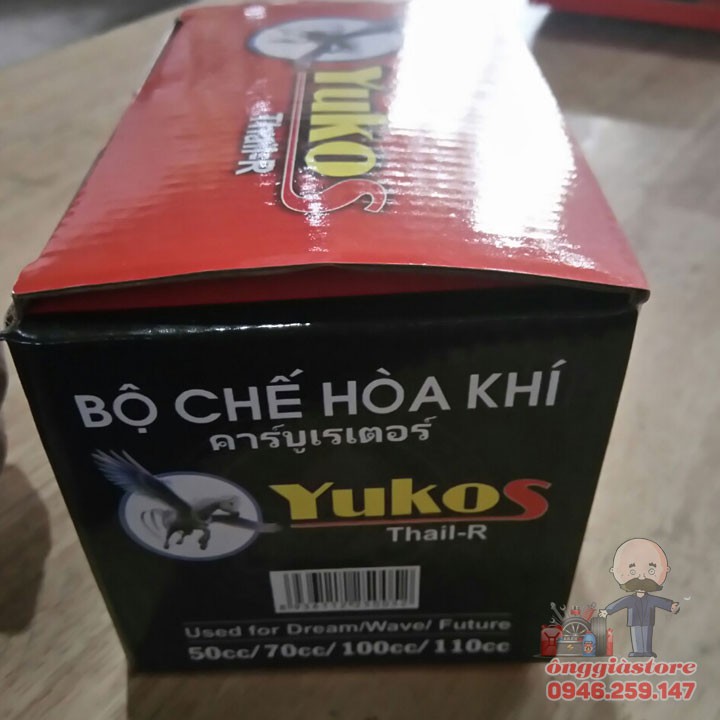 Yukos
Thail-R
BỘ CHẾ HÒA KHÍ
คาร์บูเรเตอร์
Yukos
Thail-R
Used for Dream/Wave/ Future
50cc/70cc/100cc/110cc
ônggiàstore
0946.259.147